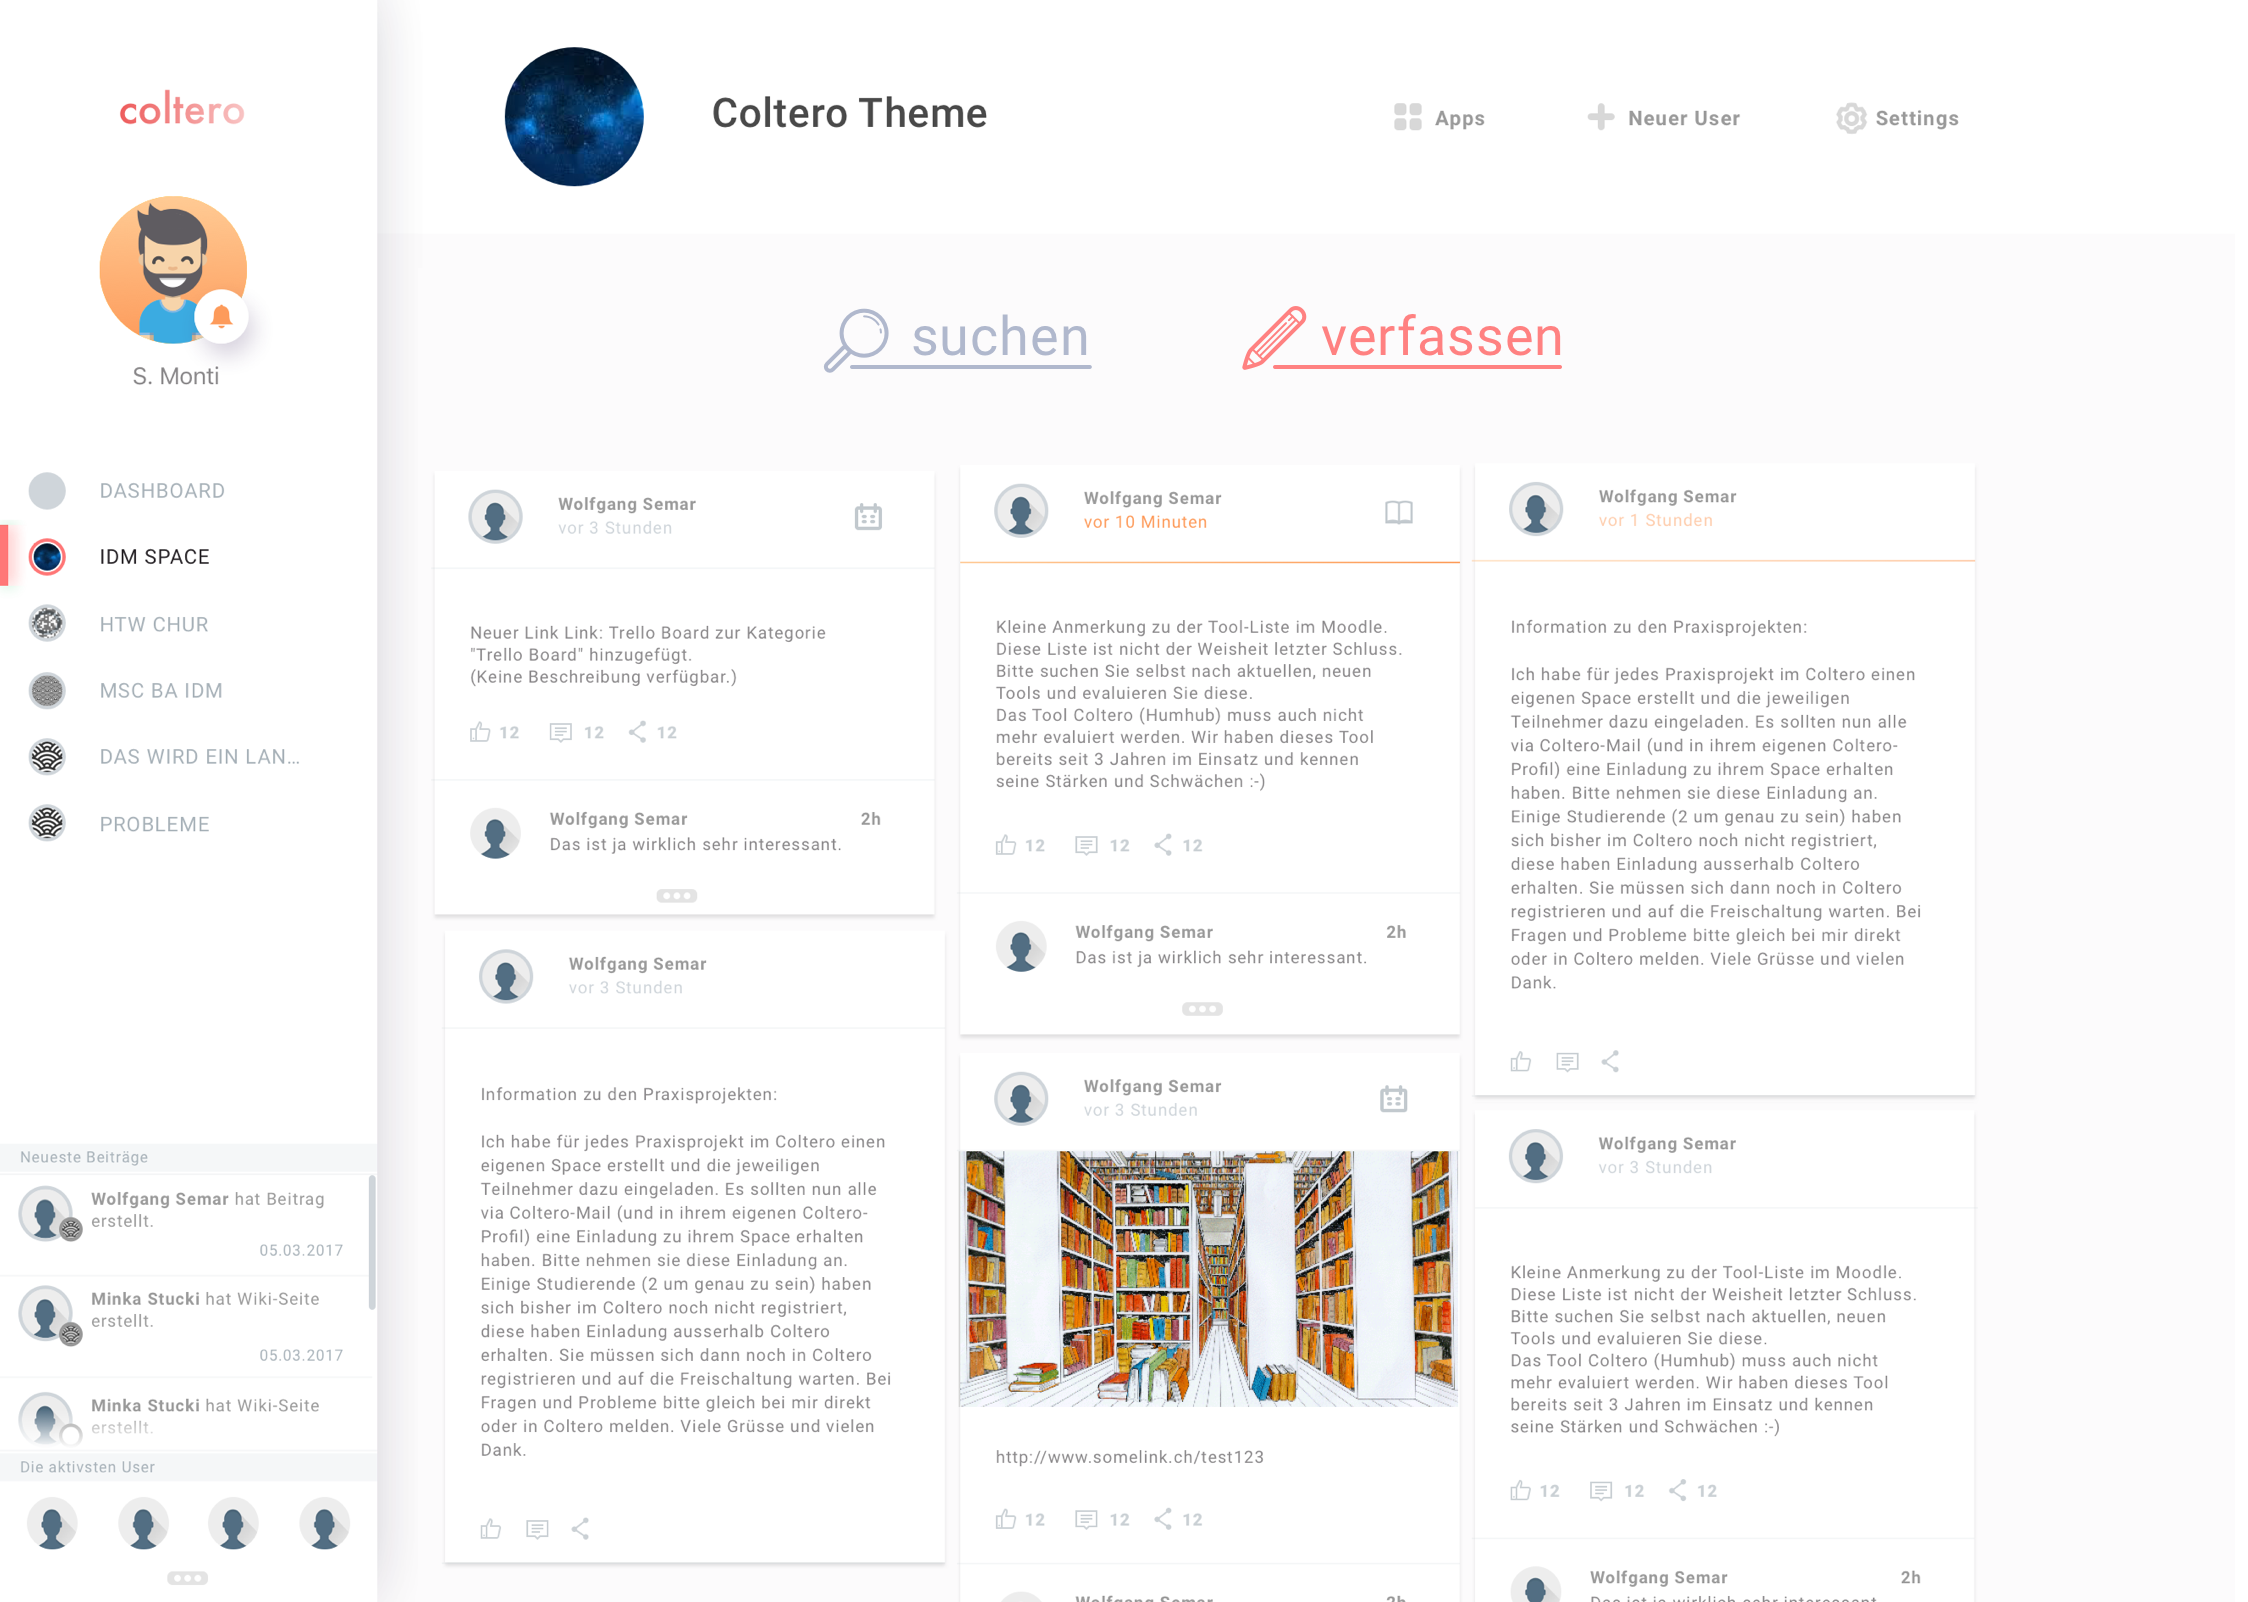 coltero
S. Monti
DASHBOARD
IDM SPACE
HTW CHUR
MSC BA IDM
DAS WIRD EIN LAN...
PROBLEME
Neueste Beiträge
Wolfgang Semar hat Beitrag
erstellt.
05.03.2017
Minka Stucki hat Wiki-Seite
erstellt.
05.03.2017
Minka Stucki hat Wiki-Seite
erstellt.
Die aktivsten User
Coltero Theme
Apps
Neuer User
Settings
suchen
verfassen
Wolfgang Semar
vor 3 Stunden
Neuer Link Link: Trello Board zur Kategorie
"Trello Board" hinzugefügt.
(Keine Beschreibung verfügbar.)
12 12 12
Wolfgang Semar 2h
Das ist ja wirklich sehr interessant.
Wolfgang Semar
vor 3 Stunden
Information zu den Praxisprojekten:
Ich habe für jedes Praxisprojekt im Coltero einen
eigenen Space erstellt und die jeweiligen
Teilnehmer dazu eingeladen. Es sollten nun alle
via Coltero-Mail (und in ihrem eigenen Coltero-
Profil) eine Einladung zu ihrem Space erhalten
haben. Bitte nehmen sie diese Einladung an.
Einige Studierende (2 um genau zu sein) haben
sich bisher im Coltero noch nicht registriert,
diese haben Einladung ausserhalb Coltero
erhalten. Sie müssen sich dann noch in Coltero
registrieren und auf die Freischaltung warten. Bei
Fragen und Probleme bitte gleich bei mir direkt
oder in Coltero melden. Viele Grüsse und vielen
Dank.
Wolfgang Semar
vor 10 Minuten
Kleine Anmerkung zu der Tool-Liste im Moodle.
Diese Liste ist nicht der Weisheit letzter Schluss.
Bitte suchen Sie selbst nach aktuellen, neuen
Tools und evaluieren Sie diese.
Das Tool Coltero (Humhub) muss auch nicht
mehr evaluiert werden. Wir haben dieses Tool
bereits seit 3 Jahren im Einsatz und kennen
seine Stärken und Schwächen :-)
12 12 12
Wolfgang Semar 2h
Das ist ja wirklich sehr interessant.
Wolfgang Semar
vor 3 Stunden
http://www.somelink.ch/test123
12 12 12
Wolfgang Semar 2h
Wolfgang Semar
vor 1 Stunden
Information zu den Praxisprojekten:
Ich habe für jedes Praxisprojekt im Coltero einen
eigenen Space erstellt und die jeweiligen
Teilnehmer dazu eingeladen. Es sollten nun alle
via Coltero-Mail (und in ihrem eigenen Coltero-
Profil) eine Einladung zu ihrem Space erhalten
haben. Bitte nehmen sie diese Einladung an.
Einige Studierende (2 um genau zu sein) haben
sich bisher im Coltero noch nicht registriert,
diese haben Einladung ausserhalb Coltero
erhalten. Sie müssen sich dann noch in Coltero
registrieren und auf die Freischaltung warten. Bei
Fragen und Probleme bitte gleich bei mir direkt
oder in Coltero melden. Viele Grüsse und vielen
Dank.
Wolfgang Semar
vor 3 Stunden
Kleine Anmerkung zu der Tool-Liste im Moodle.
Diese Liste ist nicht der Weisheit letzter Schluss.
Bitte suchen Sie selbst nach aktuellen, neuen
Tools und evaluieren Sie diese.
Das Tool Coltero (Humhub) muss auch nicht
mehr evaluiert werden. Wir haben dieses Tool
bereits seit 3 Jahren im Einsatz und kennen
seine Stärken und Schwächen :-)
12 12 12
Wolfgang Semar 2h
Das ist ja wirklich sehr interessant.